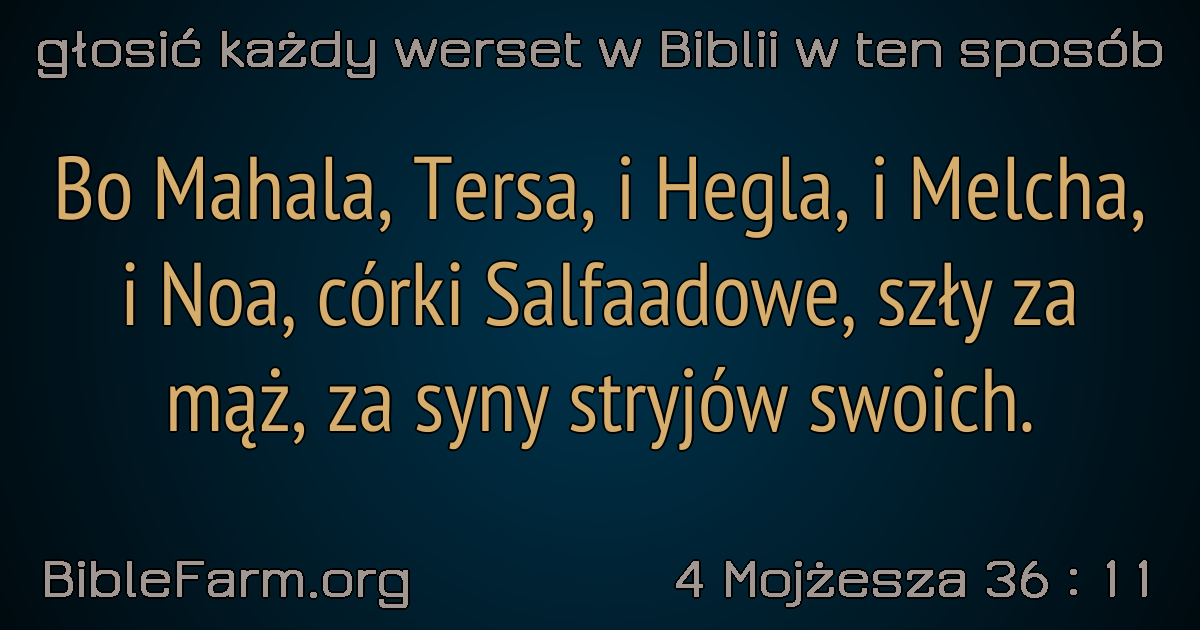 głosić każdy werset w Biblii w ten sposób
Bo Mahala, Tersa, i Hegla, i Melcha,
i Noa, córki Salfaadowe, szły za
mąż, za syny stryjów swoich.
BibleFarm.org
4 Mojżesza 36 : 11